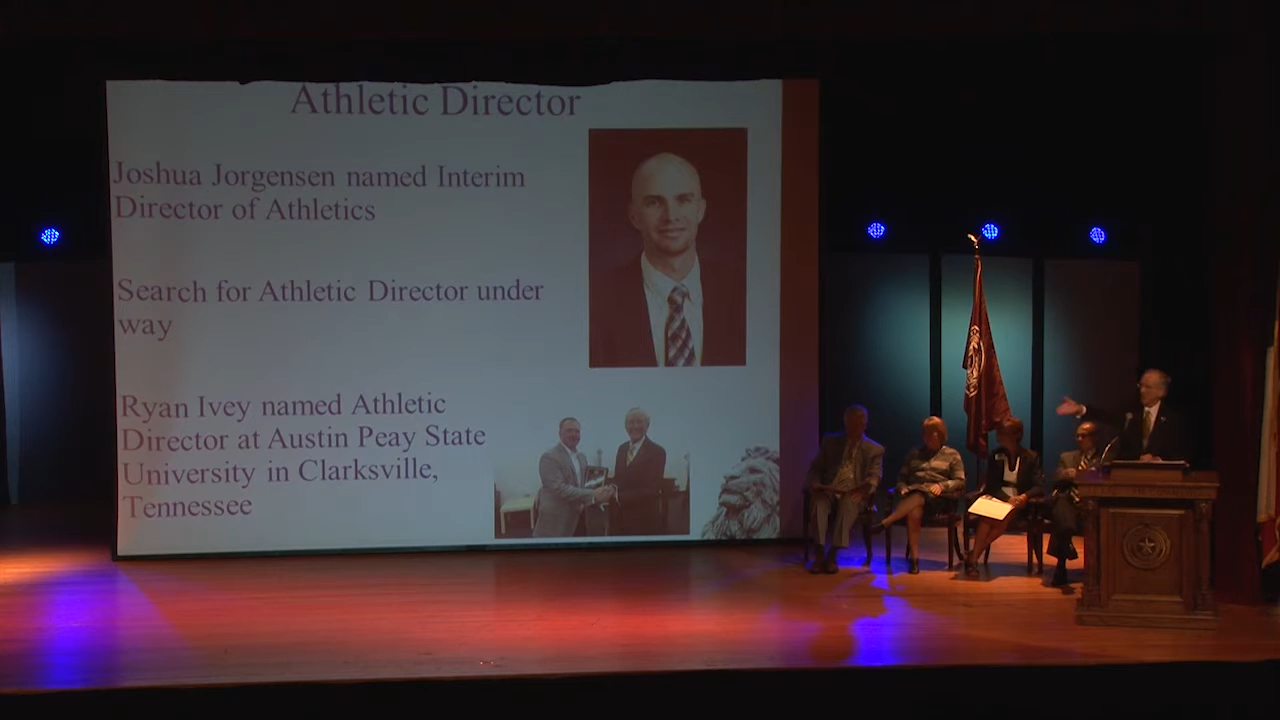 Athletic Director
Joshua Jorgensen named Interim
Director of Athletics
Search for Athletic Director under
way
Ryan Ivey named Athletic
Director at Austin Peay State
University in Clarksville,
Tennessee